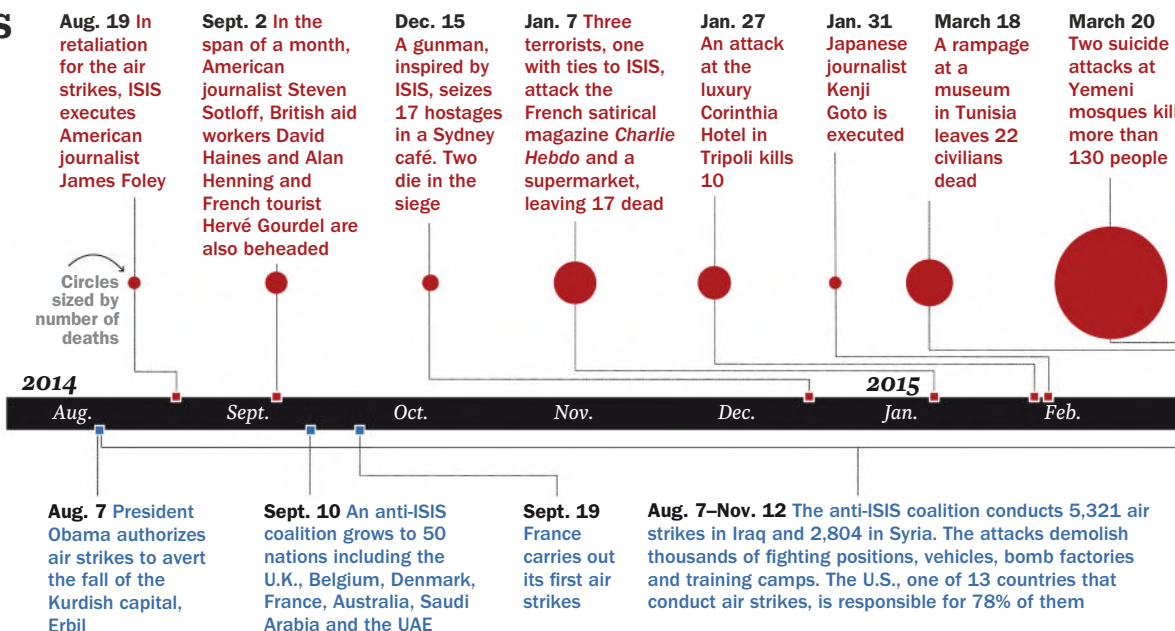 s
Aug. 19 In
retaliation
for the air
strikes, ISIS
executes
American
journalist
James Foley
Sept. 2 In the
span of a month,
American
journalist Steven
Sotloff, British aid
workers David
Haines and Alan
Henning and
French tourist
Hervé Gourdel are
also beheaded
Dec. 15
A gunman,
inspired by
ISIS, seizes
17 hostages
in a Sydney
café. Two
die in the
siege
Jan. 7 Three
terrorists, one
with ties to ISIS,
attack the
French satirical
magazine Charlie
Hebdo and a
supermarket,
leaving 17 dead
Jan. 27
An attack
at the
luxury
Corinthia
Hotel in
Tripoli kills
10
Jan. 31
Japanese
journalist
Kenji
Goto is
executed
March 18
A rampage
at a
museum
in Tunisia
leaves 22
civilians
dead
March 20
Two suicide
attacks at
Yemeni
mosques kill
more than
130 people
Circles
sized by
number of
deaths
2014
2015
Aug.
Sept.
Oct.
Nov.
Dec.
Jan.
Feb.
Aug. 7 President
Obama authorizes
air strikes to avert
the fall of the
Kurdish capital,
Erbil
Sept. 10 An anti-ISIS
coalition grows to 50
nations including the
U.K., Belgium, Denmark,
France, Australia, Saudi
Arabia and the UAE
Sept. 19
France
carries out
its first air
strikes
Aug. 7–Nov. 12 The anti-ISIS coalition conducts 5,321 air
strikes in Iraq and 2,804 in Syria. The attacks demolish
thousands of fighting positions, vehicles, bomb factories
and training camps. The U.S., one of 13 countries that
conduct air strikes, is responsible for 78% of them